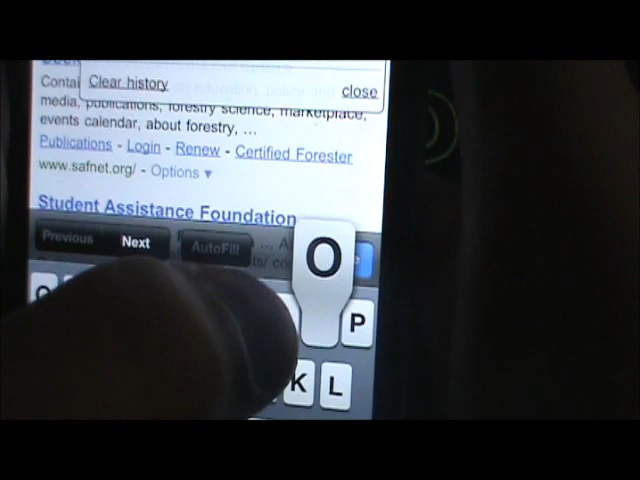 Clear history
close
media, publications, forestry science, marketplace,
events calendar, about forestry, ...
Publications - Login - Renew - Certified Forester
www.safnet.org/ - Options ▼
Student Assistance Foundation
Previous Next AutoFill
O
P
K L